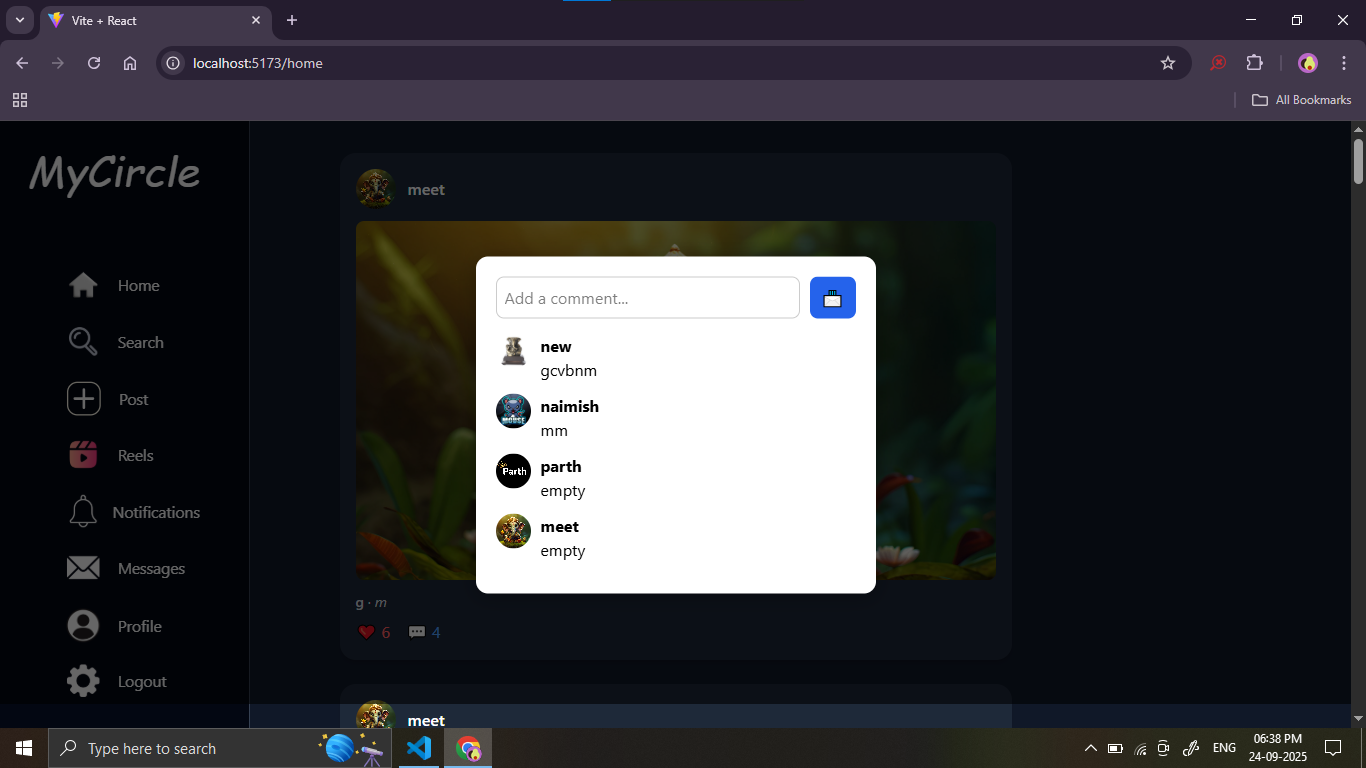 Vite + React
localhost:5173/home
All Bookmarks
MyCircle
Home
Search
Post
Reels
Notifications
Messages
Profile
Logout
meet
Add a comment...
new
gcvbnm
naimish
mm
MOUSE
parth
empty
Parth
meet
empty
g · m
6 4
meet
Type here to search
ENG
06:38 PM
24-09-2025